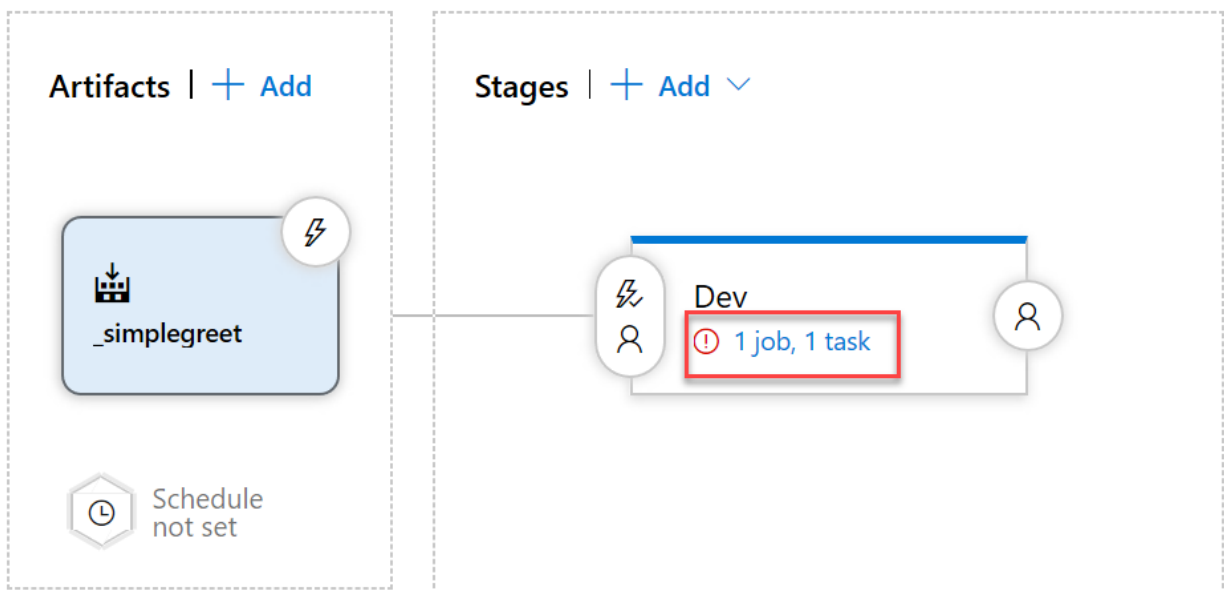 Artifacts | + Add
Stages | + Add
_simplegreet
Dev
1 job, 1 task
Schedule
not set